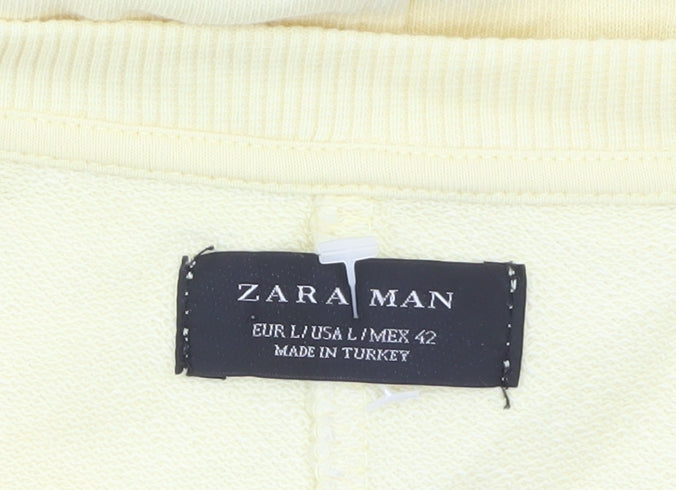 ZARA MAN
EUR L / USA L / MEX 42
MADE IN TURKEY